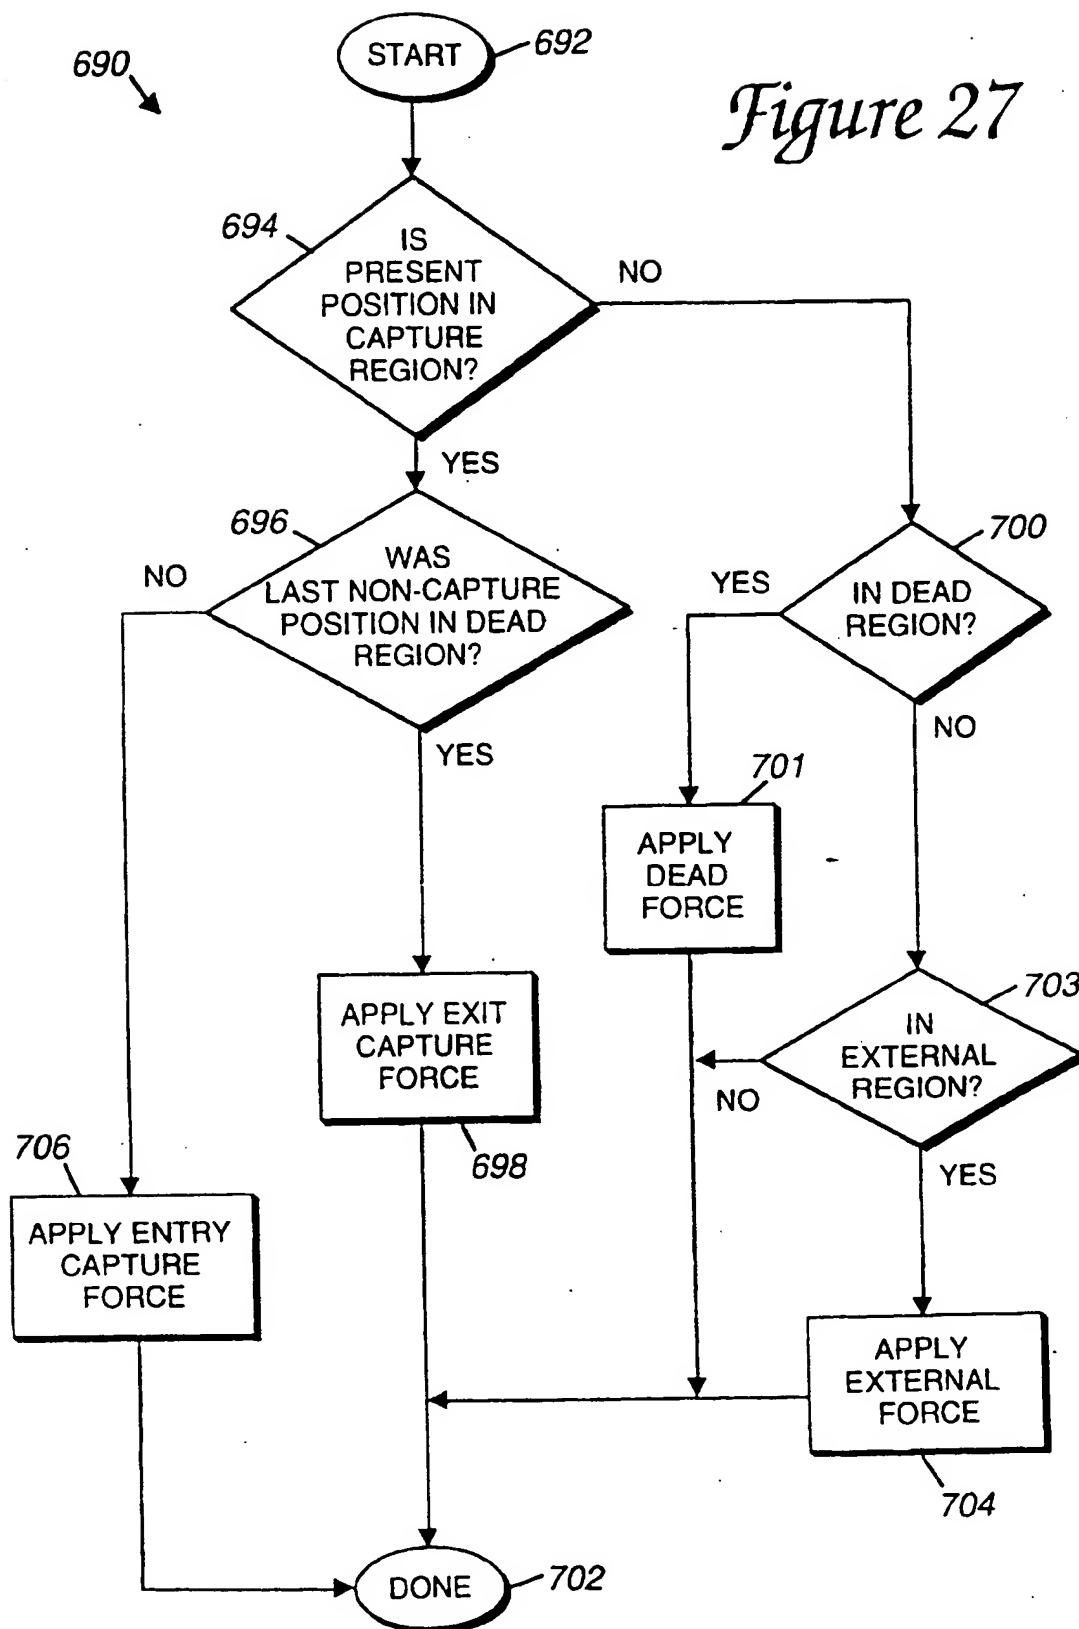 690
START
692
Figure 27
694
IS
PRESENT
POSITION IN
CAPTURE
REGION?
NO
YES
696
WAS
LAST NON-CAPTURE
POSITION IN DEAD
REGION?
NO
YES
700
IN DEAD
REGION?
YES
NO
701
APPLY
DEAD
FORCE
703
IN
EXTERNAL
REGION?
NO
YES
APPLY EXIT
CAPTURE
FORCE
698
706
APPLY ENTRY
CAPTURE
FORCE
APPLY
EXTERNAL
FORCE
704
DONE
702